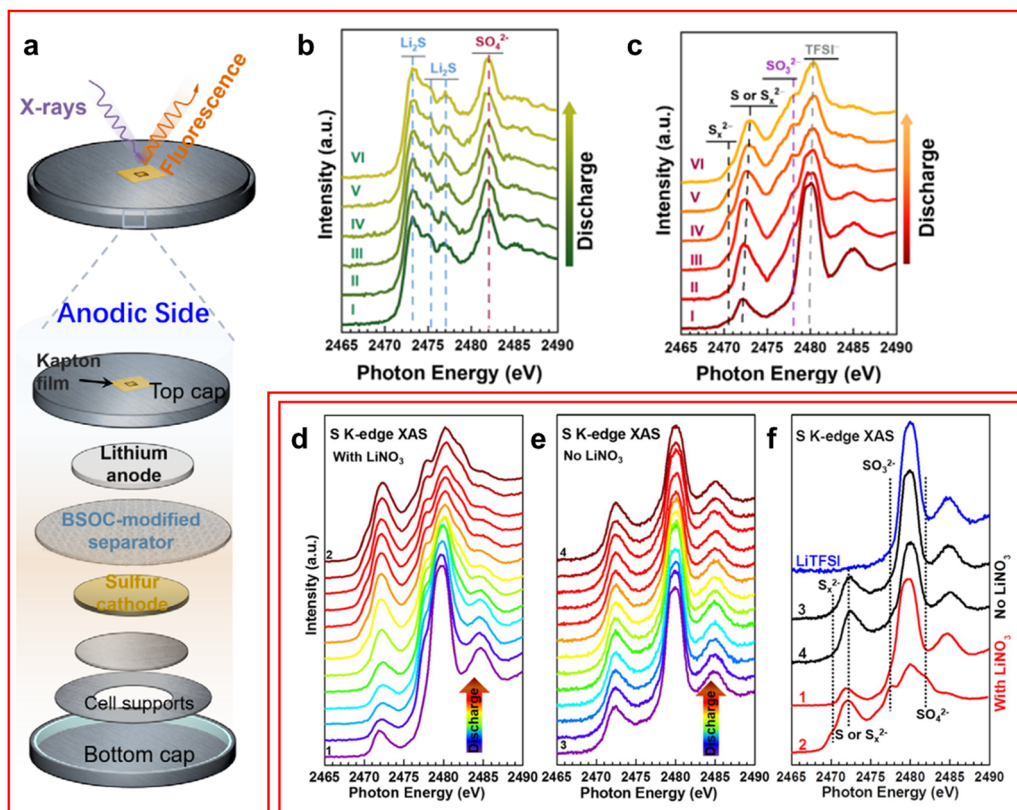 a
X-rays
Fluorescence
Anodic Side
Kapton
film
Top cap
Lithium
anode
BSOC-modified
separator
Sulfur
cathode
Cell supports
Bottom cap
b
Li₂S
Li₂S
SO₄²⁻
Intensity (a.u.)
VI
V
IV
III
II
I
Discharge
2465 2470 2475 2480 2485 2490
Photon Energy (eV)
c
TFSI⁻
SO₃²⁻
S or Sₓ²⁻
Sₓ²⁻
Intensity (a.u.)
VI
V
IV
III
II
I
Discharge
2465 2470 2475 2480 2485 2490
Photon Energy (eV)
d
S K-edge XAS
With LiNO₃
Intensity (a.u.)
2
1
Discharge
2465 2470 2475 2480 2485 2490
Photon Energy (eV)
e
S K-edge XAS
No LiNO₃
4
3
Discharge
2465 2470 2475 2480 2485 2490
Photon Energy (eV)
f
S K-edge XAS
SO₃²⁻
LiTFSI
Sₓ²⁻
3
4
No LiNO₃
1
2
With LiNO₃
S or Sₓ²⁻
SO₄²⁻
2465 2470 2475 2480 2485 2490
Photon Energy (eV)